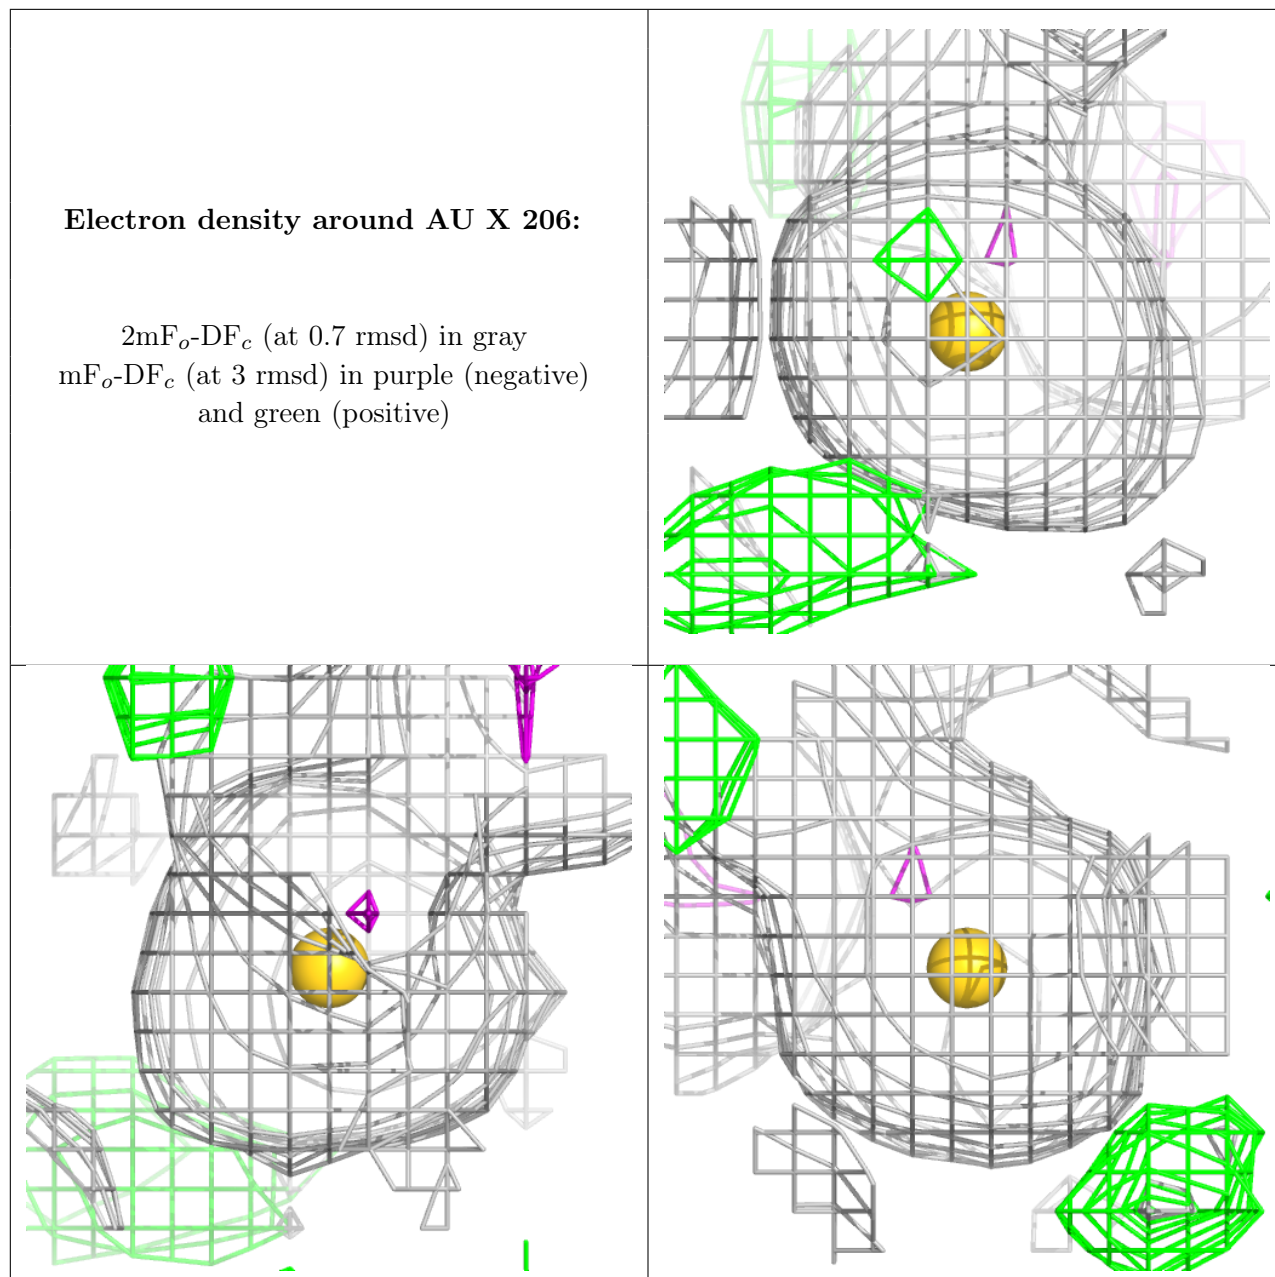 Electron density around AU X 206:
2mFₒ-DF𝒸 (at 0.7 rmsd) in gray
mFₒ-DF𝒸 (at 3 rmsd) in purple (negative)
and green (positive)